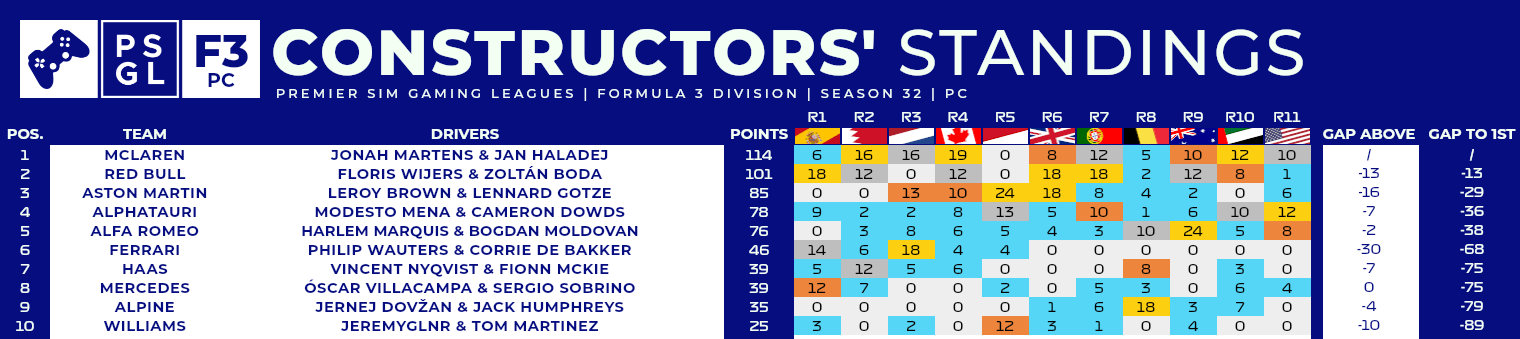 PS
GL
F3
PC
CONSTRUCTORS' STANDINGS
PREMIER SIM GAMING LEAGUES | FORMULA 3 DIVISION | SEASON 32 | PC
R1 R2 R3 R4 R5 R6 R7 R8 R9 R10 R11
POS. TEAM DRIVERS POINTS GAP ABOVE GAP TO 1ST
1 MCLAREN JONAH MARTENS & JAN HALADEJ 114 6 16 16 19 0 8 12 5 10 12 10 / /
2 RED BULL FLORIS WIJERS & ZOLTÁN BODA 101 18 12 0 12 0 18 18 2 12 8 1 -13 -13
3 ASTON MARTIN LEROY BROWN & LENNARD GOTZE 85 0 0 13 10 24 18 8 4 2 0 6 -16 -29
4 ALPHATAURI MODESTO MENA & CAMERON DOWDS 78 9 2 2 8 13 5 10 1 6 10 12 -7 -36
5 ALFA ROMEO HARLEM MARQUIS & BOGDAN MOLDOVAN 76 0 3 8 6 5 4 3 10 24 5 8 -2 -38
6 FERRARI PHILIP WAUTERS & CORRIE DE BAKKER 46 14 6 18 4 4 0 0 0 0 0 0 -30 -68
7 HAAS VINCENT NYQVIST & FIONN MCKIE 39 5 12 5 6 0 0 0 8 0 3 0 -7 -75
8 MERCEDES ÓSCAR VILLACAMPA & SERGIO SOBRINO 39 12 7 0 0 2 0 5 3 0 6 4 0 -75
9 ALPINE JERNEJ DOVŽAN & JACK HUMPHREYS 35 0 0 0 0 0 1 6 18 3 7 0 -4 -79
10 WILLIAMS JEREMYGLNR & TOM MARTINEZ 25 3 0 2 0 12 3 1 0 4 0 0 -10 -89